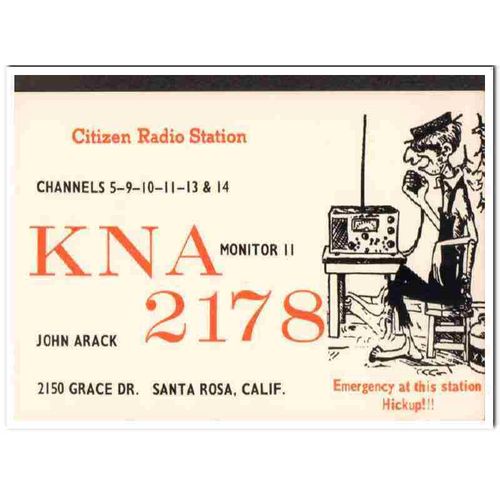 Citizen Radio Station
CHANNELS 5-9-10-11-13 & 14
KNA MONITOR 11
2178
JOHN ARACK
2150 GRACE DR. SANTA ROSA, CALIF.
Emergency at this station
Hickup!!!